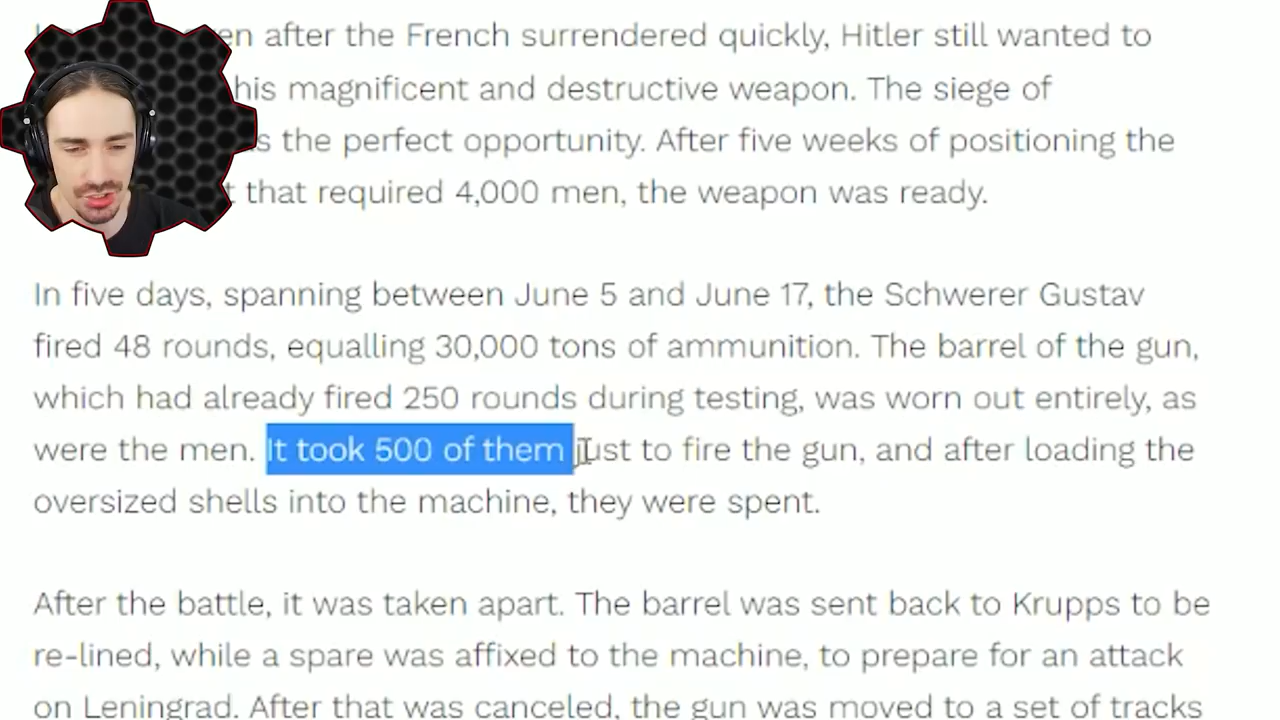 en after the French surrendered quickly, Hitler still wanted to
his magnificent and destructive weapon. The siege of
s the perfect opportunity. After five weeks of positioning the
t that required 4,000 men, the weapon was ready.
In five days, spanning between June 5 and June 17, the Schwerer Gustav
fired 48 rounds, equalling 30,000 tons of ammunition. The barrel of the gun,
which had already fired 250 rounds during testing, was worn out entirely, as
were the men. It took 500 of them just to fire the gun, and after loading the
oversized shells into the machine, they were spent.
After the battle, it was taken apart. The barrel was sent back to Krupps to be
re-lined, while a spare was affixed to the machine, to prepare for an attack
on Leningrad. After that was canceled, the gun was moved to a set of tracks